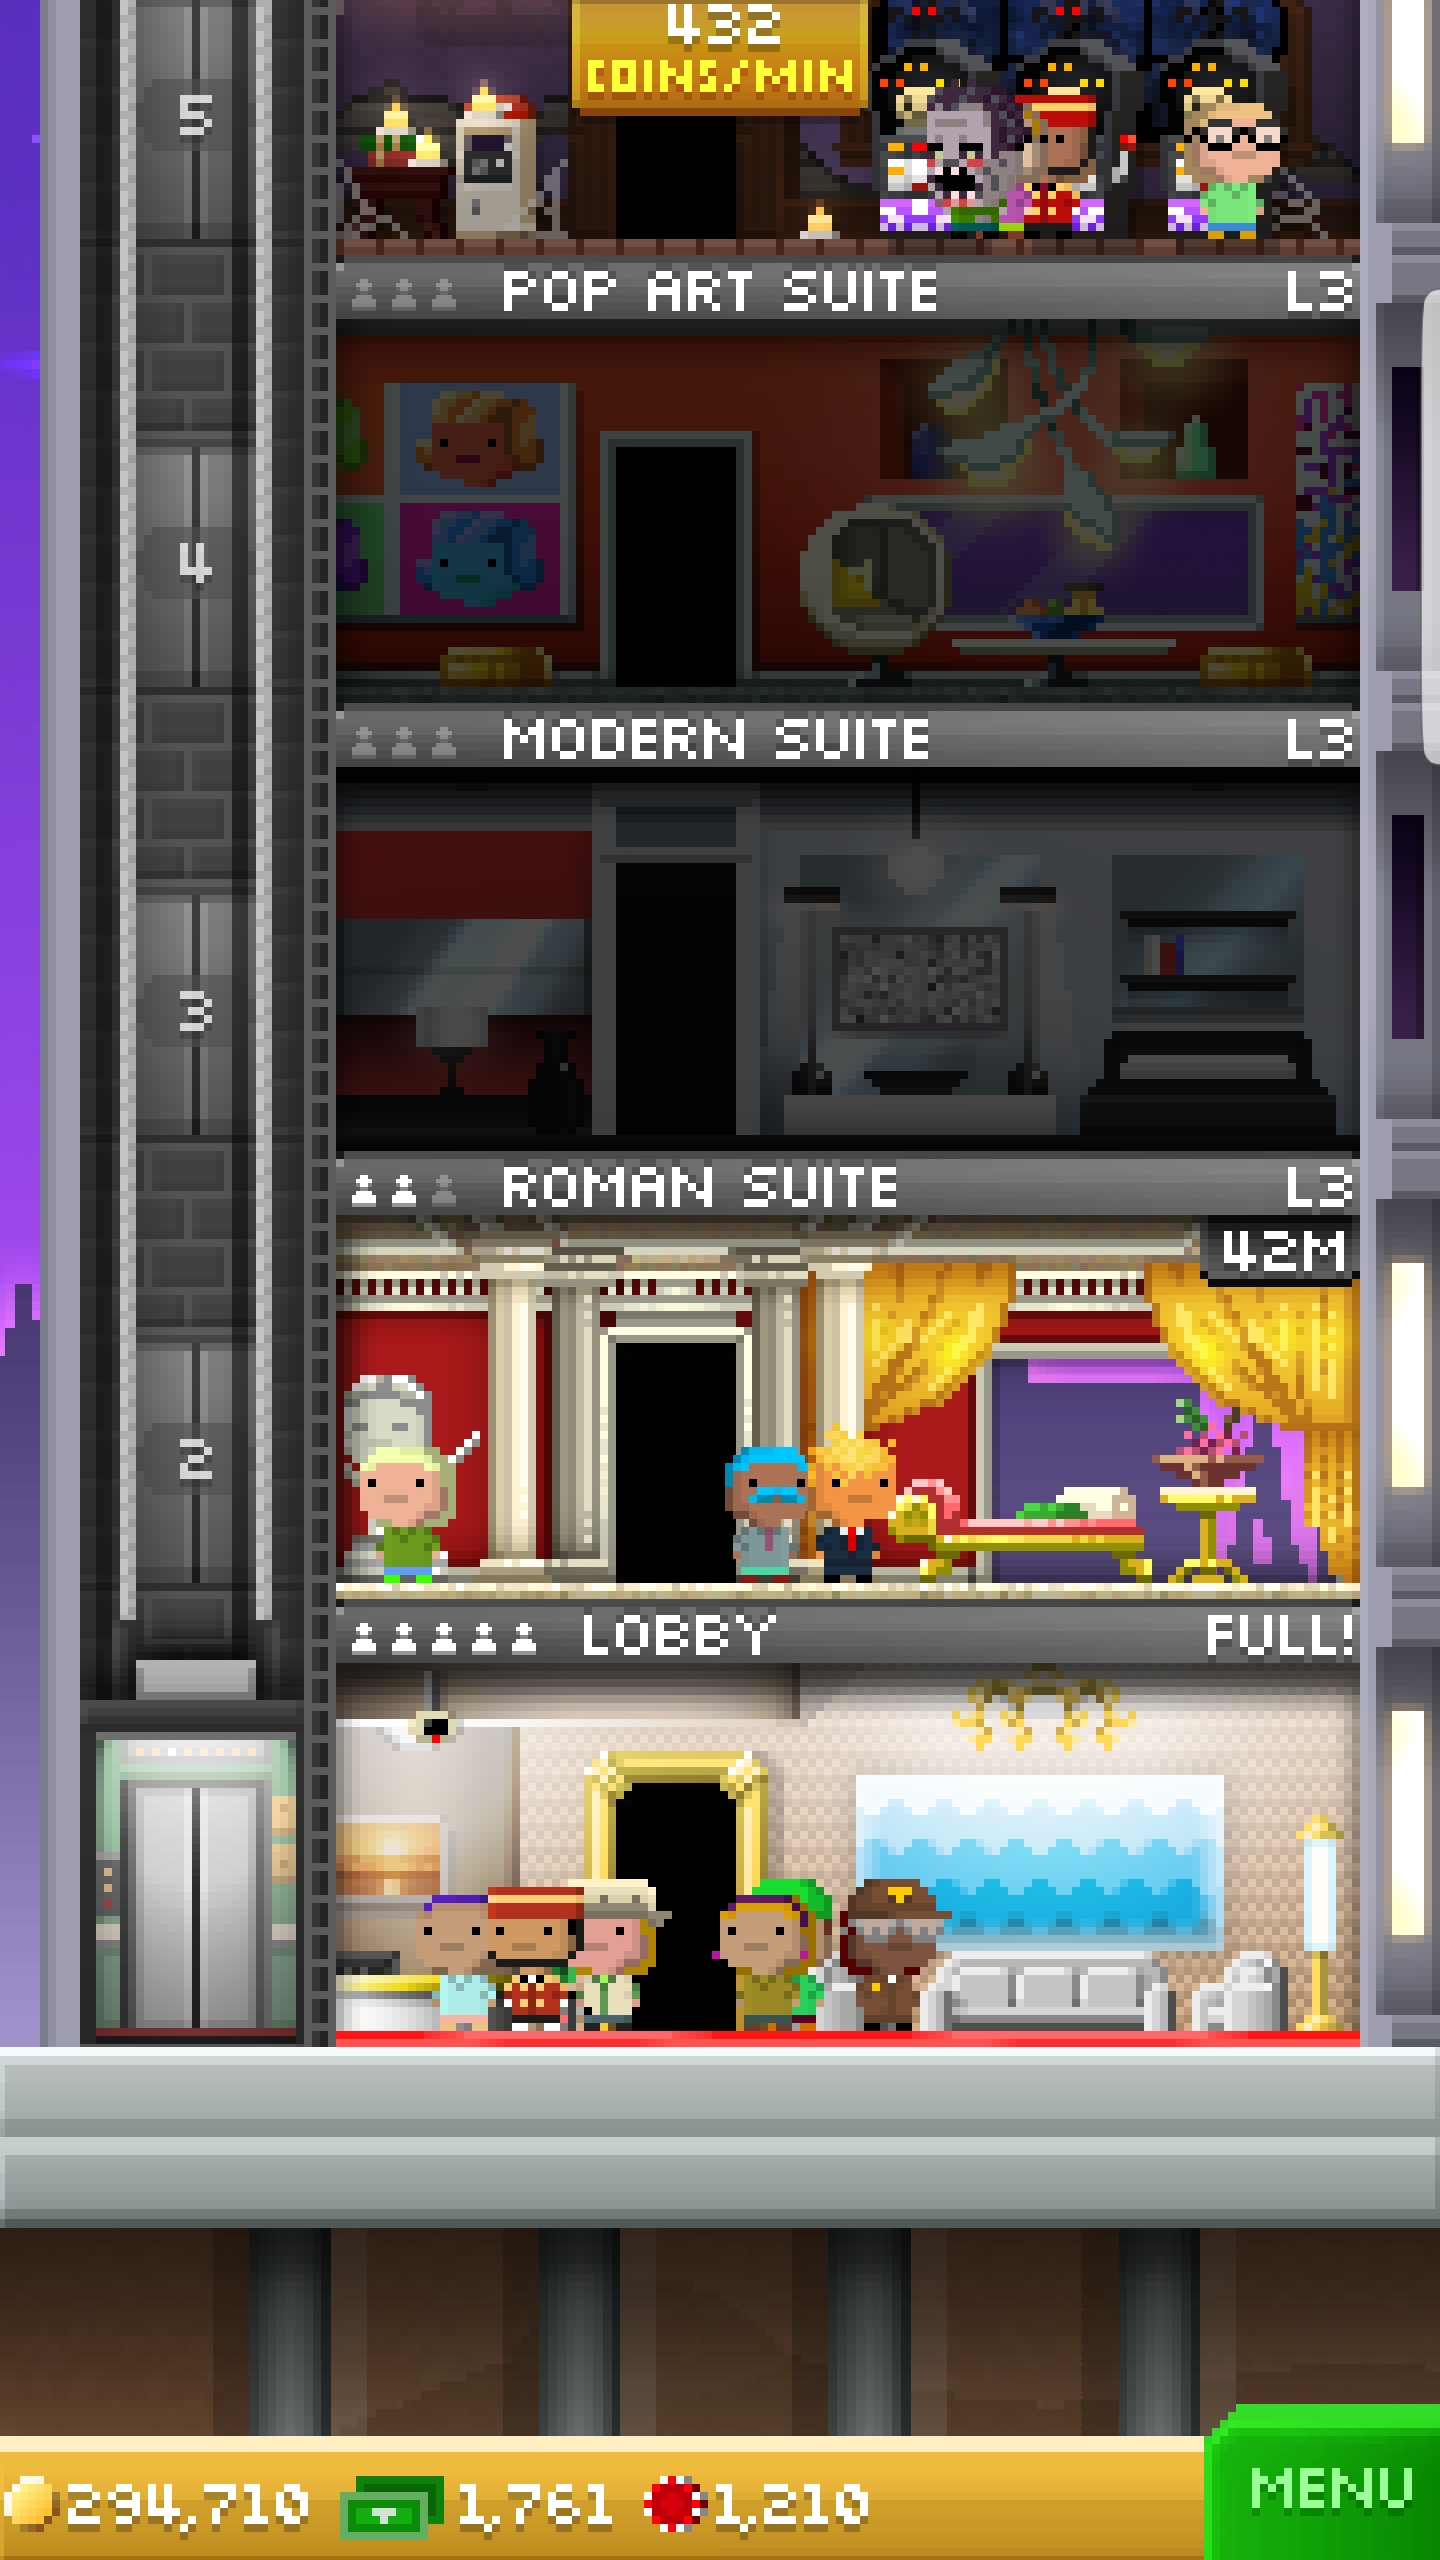 432
COINS/MIN
5
POP ART SUITE L3
4
MODERN SUITE L3
3
ROMAN SUITE L3
42M
2
LOBBY FULL!
294,710 1,761 1,210
MENU